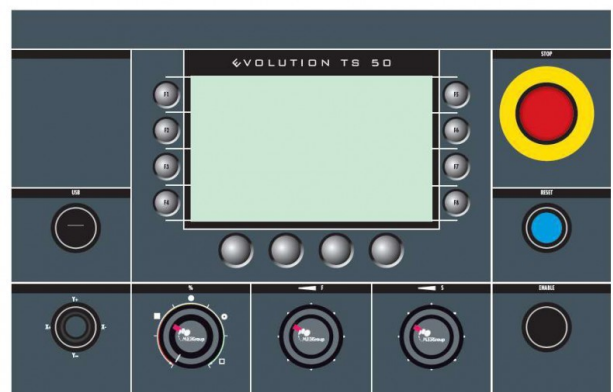 EVOLUTION TS 50
STOP
F1
F5
F2
F6
F3
F7
F4
F8
USB
RESET
%
F
S
ENABLE
Y+
X+ X-
Y-